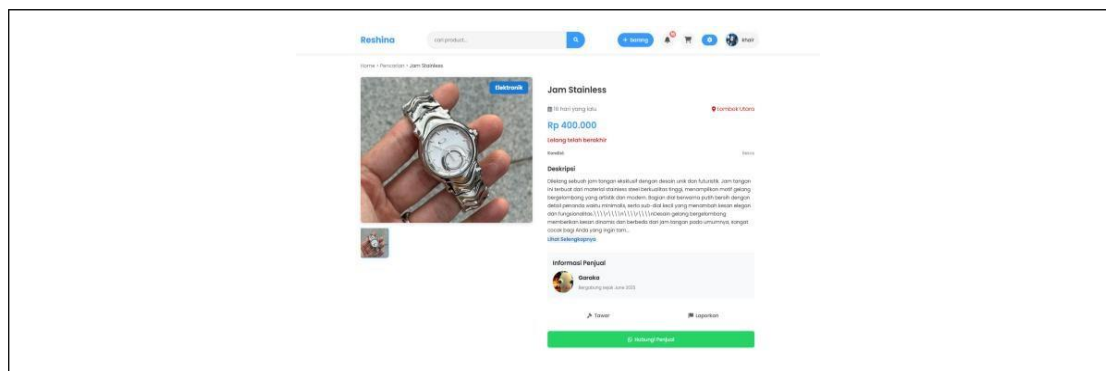 Reshina
cari product..
+ Barang
Khair
Home › Pencarian › Jam Stainless
Elektronik
Jam Stainless
19 hari yang lalu
Lombok Utara
Rp 400.000
Lelang telah berakhir
Kondisi
Deskripsi
Dilelang sebuah jam tangan eksklusif dengan desain unik dan futuristik. Jam tangan
ini terbuat dari material stainless steel berkualitas tinggi, menampilkan motif gelang
bergelombang yang artistik dan modern. Bagian dial berwarna putih bersih dengan
detail penanda waktu minimalis, serta sub-dial kecil yang menambah kesan elegan
dan fungsionalitas.\\\\r\\\\n\\\\r\\\\nDesain gelang bergelombang
memberikan kesan dinamis dan berbeda dari jam tangan pada umumnya, sangat
cocok bagi Anda yang ingin tam...
Lihat Selengkapnya
Informasi Penjual
Garaka
Bergabung sejak June 2025
Tawar
Laporkan
Hubungi Penjual